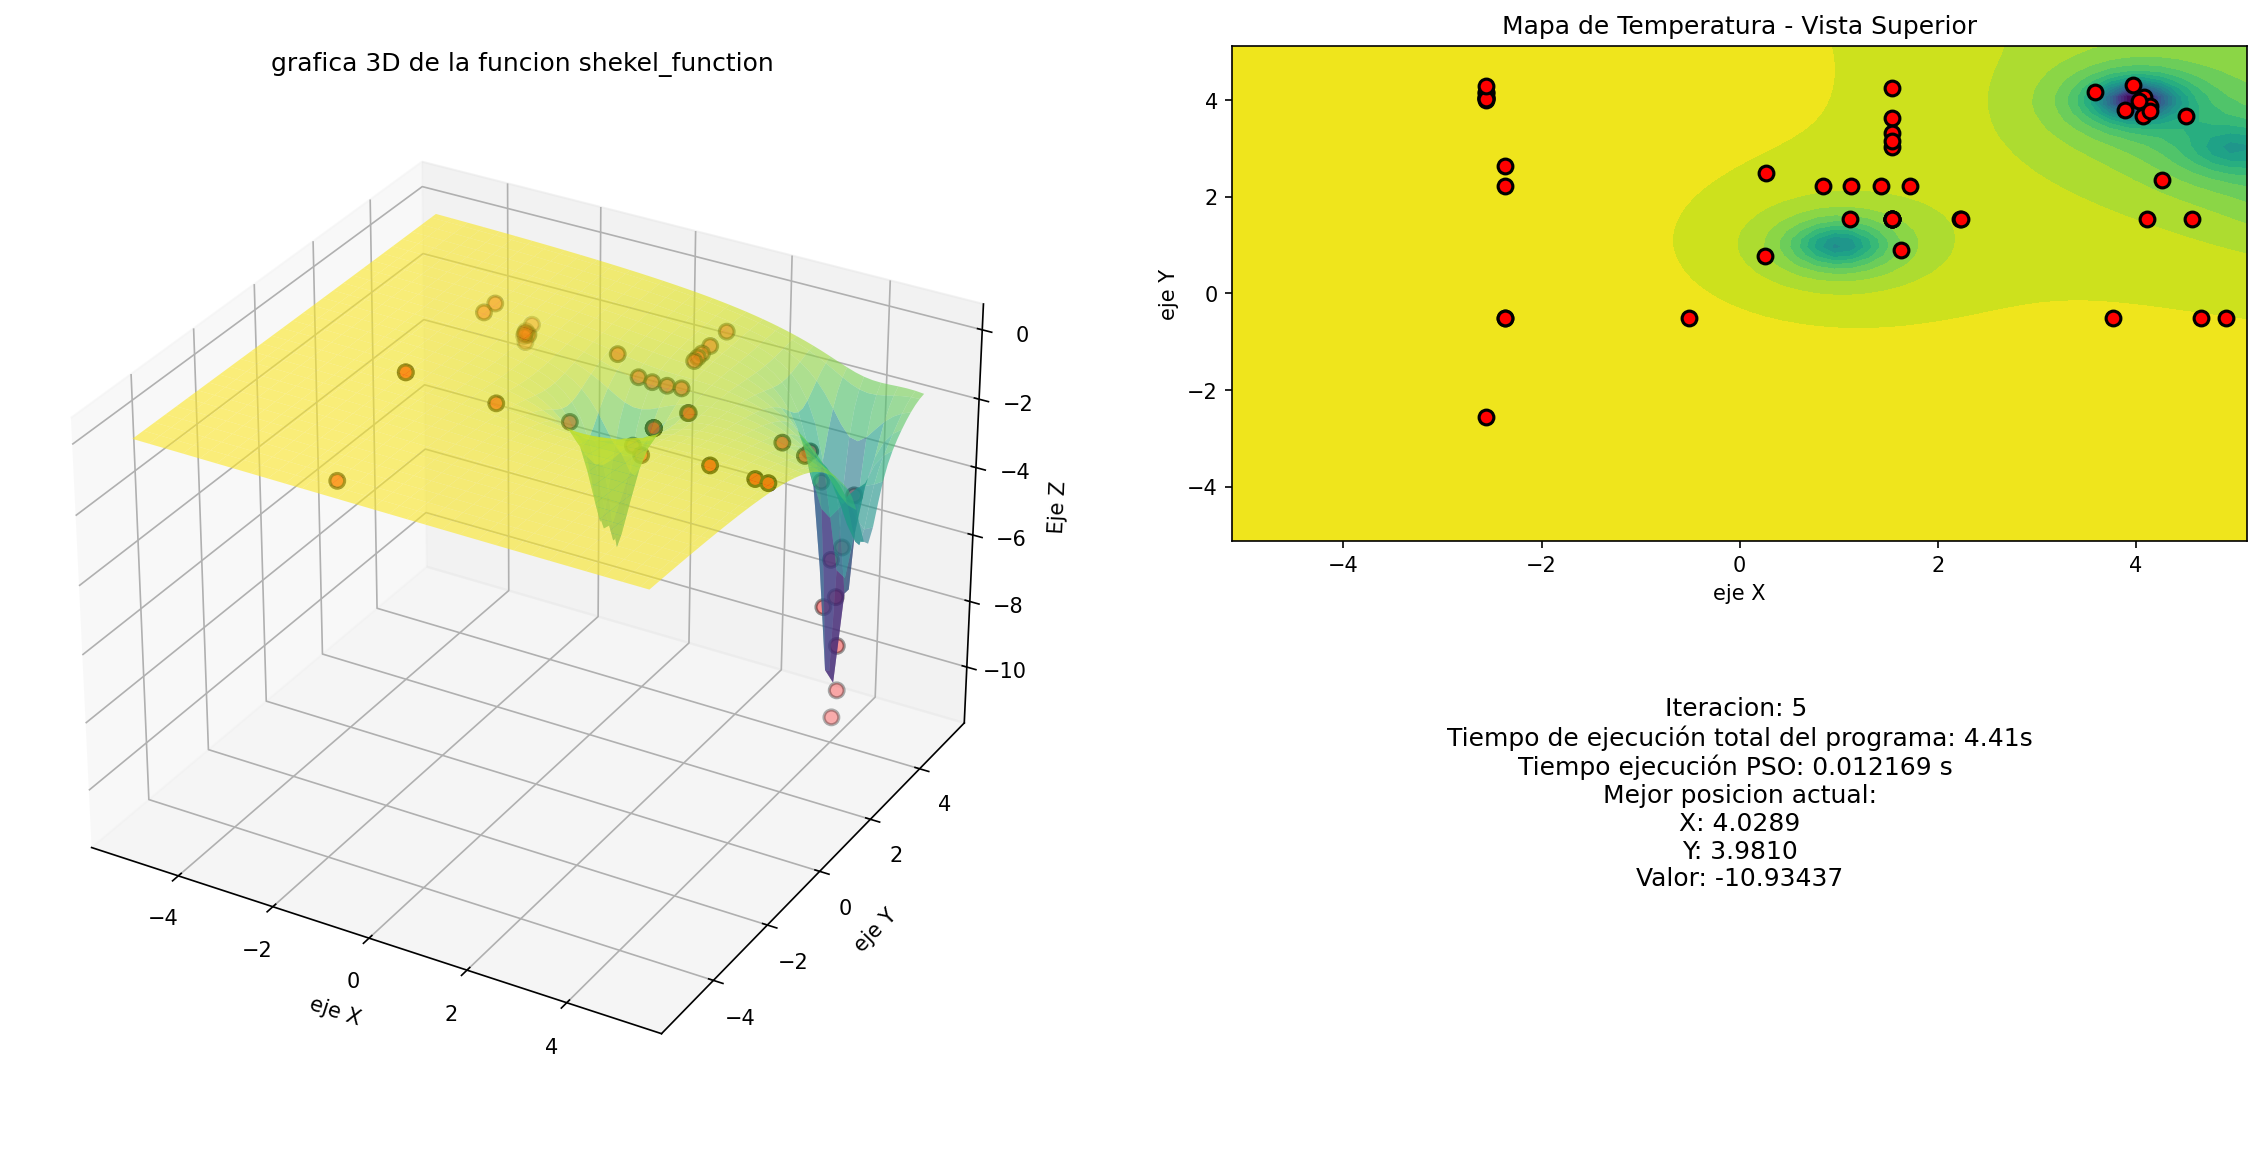 grafica 3D de la funcion shekel_function
0
−2
−4
−6
−8
−10
Eje Z
4
2
0
−2
−4
eje Y
−4
−2
0
2
4
eje X
Mapa de Temperatura - Vista Superior
4
2
0
−2
−4
eje Y
−4
−2
0
2
4
eje X
Iteracion: 5
Tiempo de ejecución total del programa: 4.41s
Tiempo ejecución PSO: 0.012169 s
Mejor posicion actual:
X: 4.0289
Y: 3.9810
Valor: -10.93437